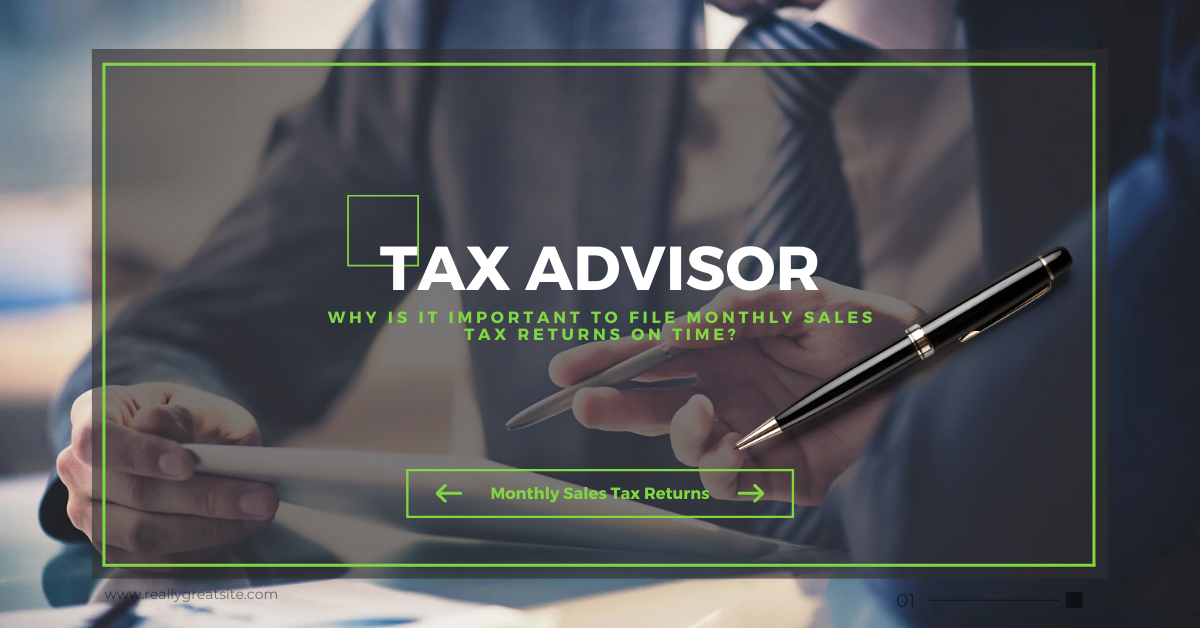 TAX ADVISOR
WHY IS IT IMPORTANT TO FILE MONTHLY SALES
TAX RETURNS ON TIME?
Monthly Sales Tax Returns
www.reallygreatsite.com
01